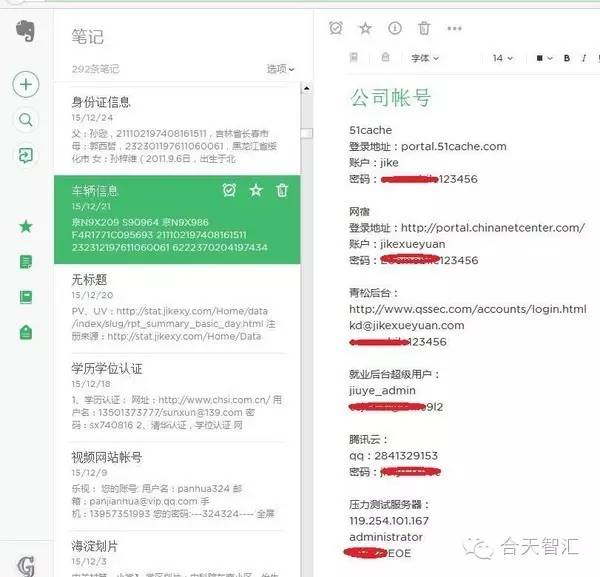 笔记
292条笔记 选项
身份证信息
15/12/24
父：孙逊，211102197408161511，吉林省长春市
母：郭西哲，232301197611060061，黑龙江省绥
化市 女：孙梓維（2011.9.6日，出生于北
车辆信息
15/12/21
京N9X209 S90964 京N9X986
F4R1771C095693 211102197408161511
232312197611060061 6222370204197434
无标题
15/12/20
PV、UV：http://stat.jikexy.com/Home/data
/index/slug/rpt_summary_basic_day.html 注
册来源：http://stat.jikexy.com/Home/Data
学历学位认证
15/12/18
1、学历认证： 网址：http://www.chsi.com.cn/ 用
户名：13501373777/sunxun@139.com 密
码：sx740816 2、清华认证，学位认证 网
视频网站帐号
15/12/9
乐视： 您的账号: 用户名：panhua324 邮
箱：panjianhua@vip.qq.com 手
机：13957351993 您的密码:---324324---- 全屏
海淀划片
15/12/3
字体 14 B I
公司帐号
51cache
登录地址：portal.51cache.com
账户：jike
密码：123456
网宿
登录地址：http://portal.chinanetcenter.com/
账户：jikexueyuan
密码：123456
青松后台：
http://www.qssec.com/accounts/login.html
kd@jikexueyuan.com
123456
就业后台超级用户：
jiuye_admin
9l2
腾讯云：
qq：2841329153
密码：
压力测试服务器：
119.254.101.167
administrator
EOE
合天智汇